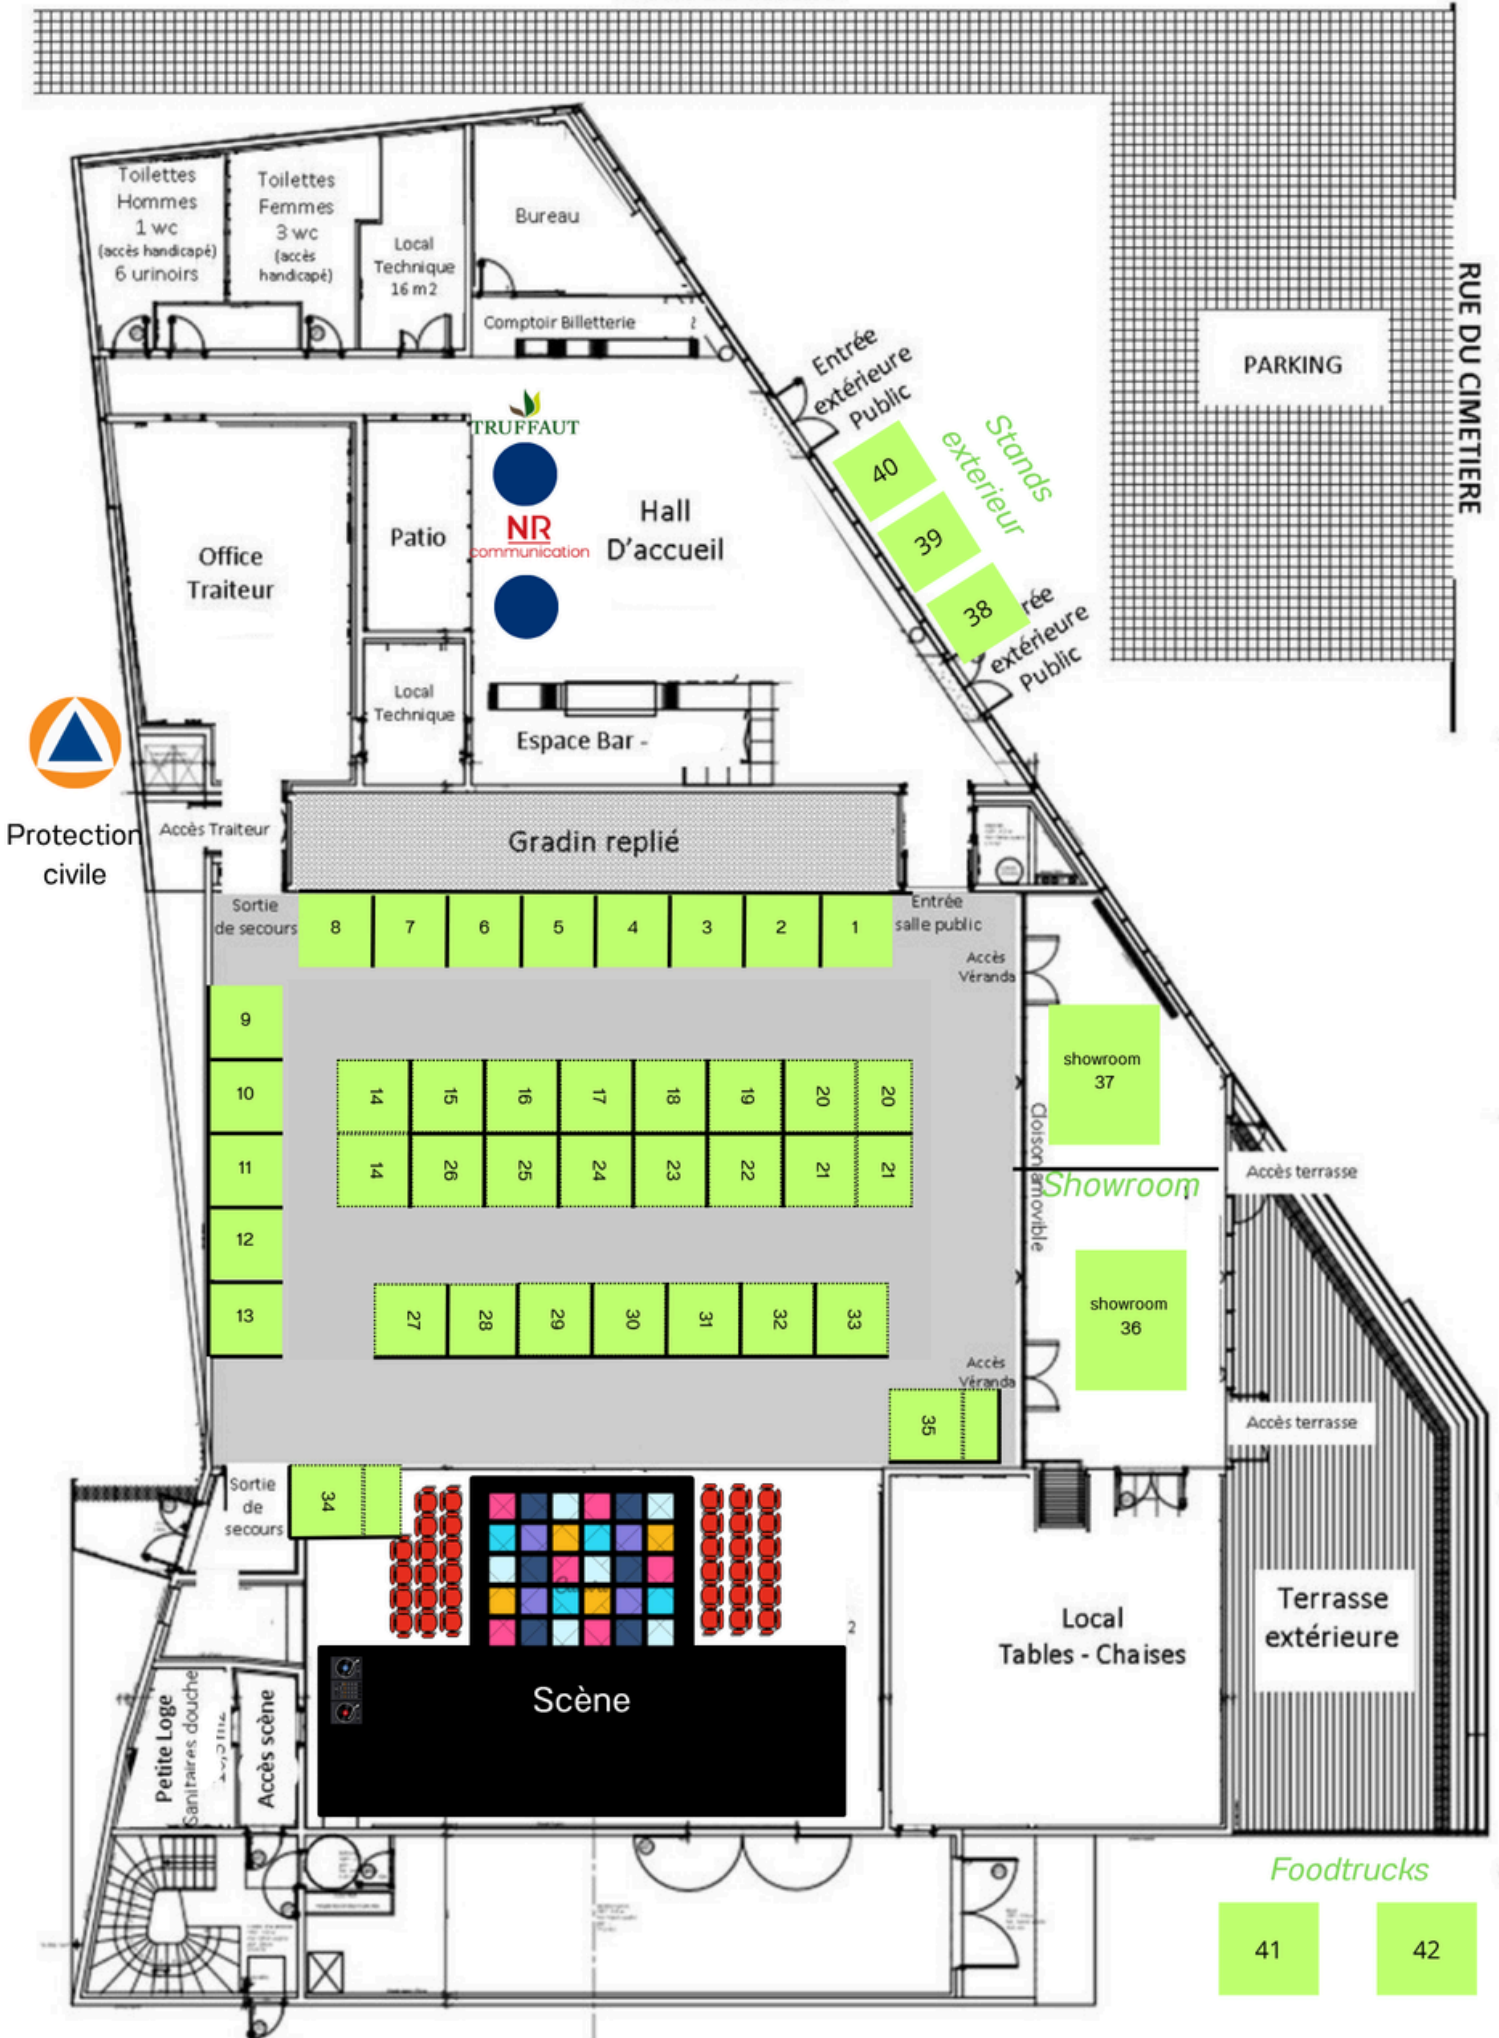 Toilettes
Hommes
1 wc
(accès handicapé)
6 urinoirs
Toilettes
Femmes
3 wc
(accès
handicapé)
Local
Technique
16 m2
Bureau
Comptoir Billetterie
Entrée
extérieure
Public
PARKING
RUE DU CIMETIERE
TRUFFAUT
NR
communication
Hall
D'accueil
Patio
Office
Traiteur
Stands
exterieur
40
39
38
rée
extérieure
Public
Local
Technique
Espace Bar -
Protection
civile
Accès Traiteur
Gradin replié
Sortie
de secours
8
7
6
5
4
3
2
1
Entrée
salle public
Accès
Véranda
9
10
11
12
13
14
15
16
17
18
19
20
20
14
26
25
24
23
22
21
21
showroom
37
Cloison amovible
Showroom
Accès terrasse
showroom
36
27
28
29
30
31
32
33
Accès
Véranda
35
Accès terrasse
Sortie
de
secours
34
2
Scène
Local
Tables - Chaises
Terrasse
extérieure
Petite Loge
Sanitaires douche
Accès scène
Foodtrucks
41
42